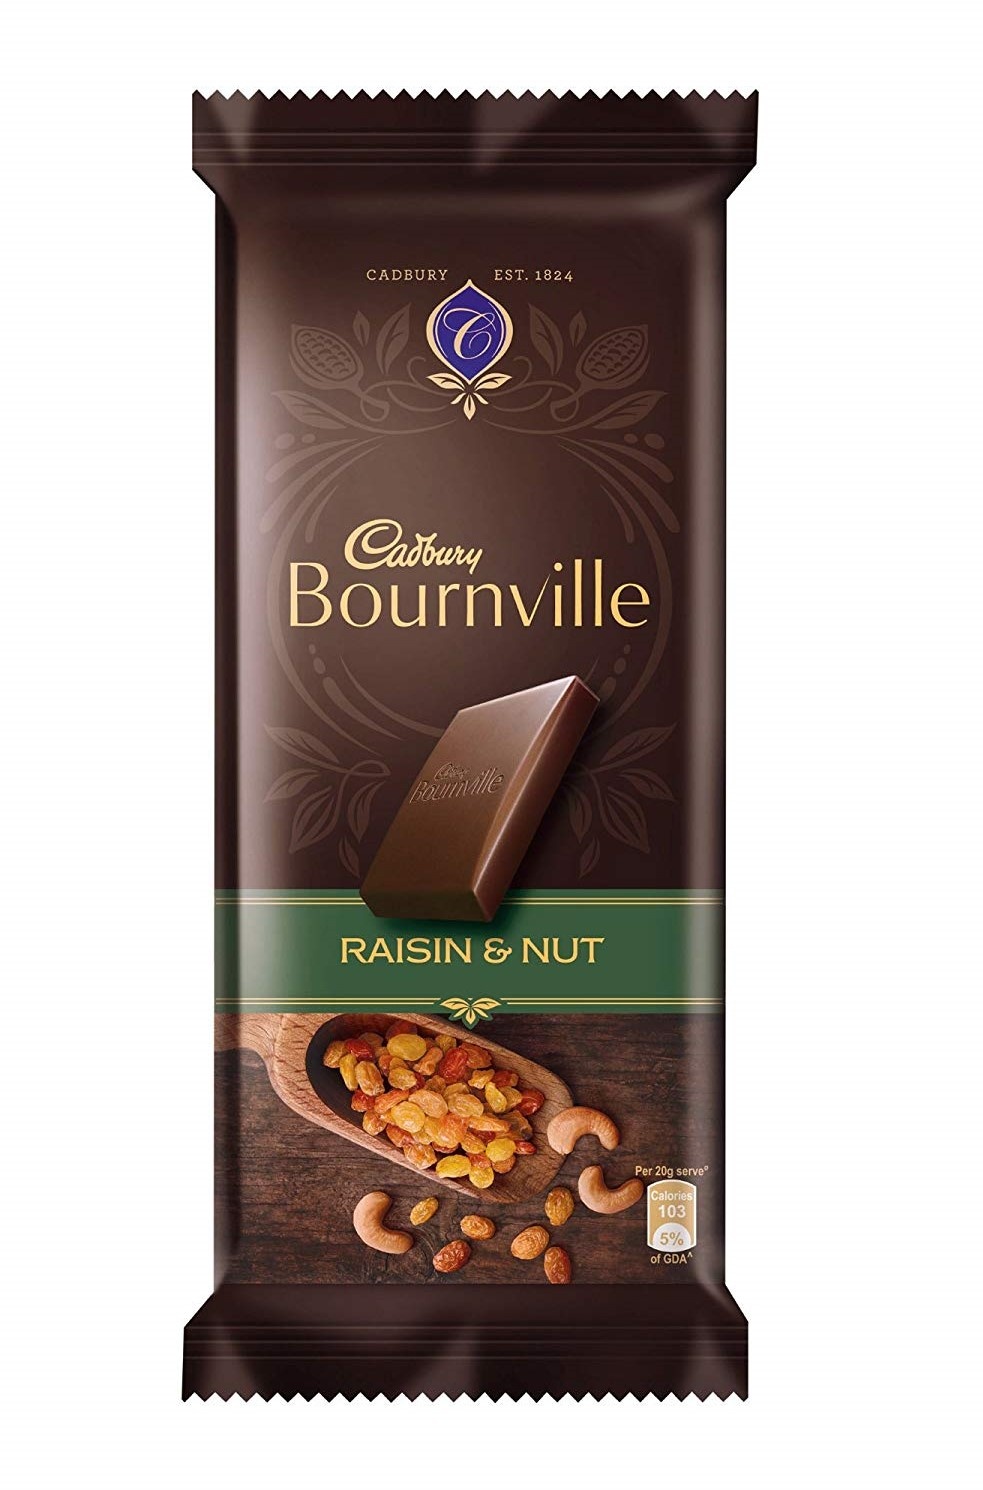 CADBURY EST. 1824
C
Cadbury
Bournville
Cadbury
Bournville
RAISIN & NUT
Per 20g serve°
Calories
103
5%
of GDA^